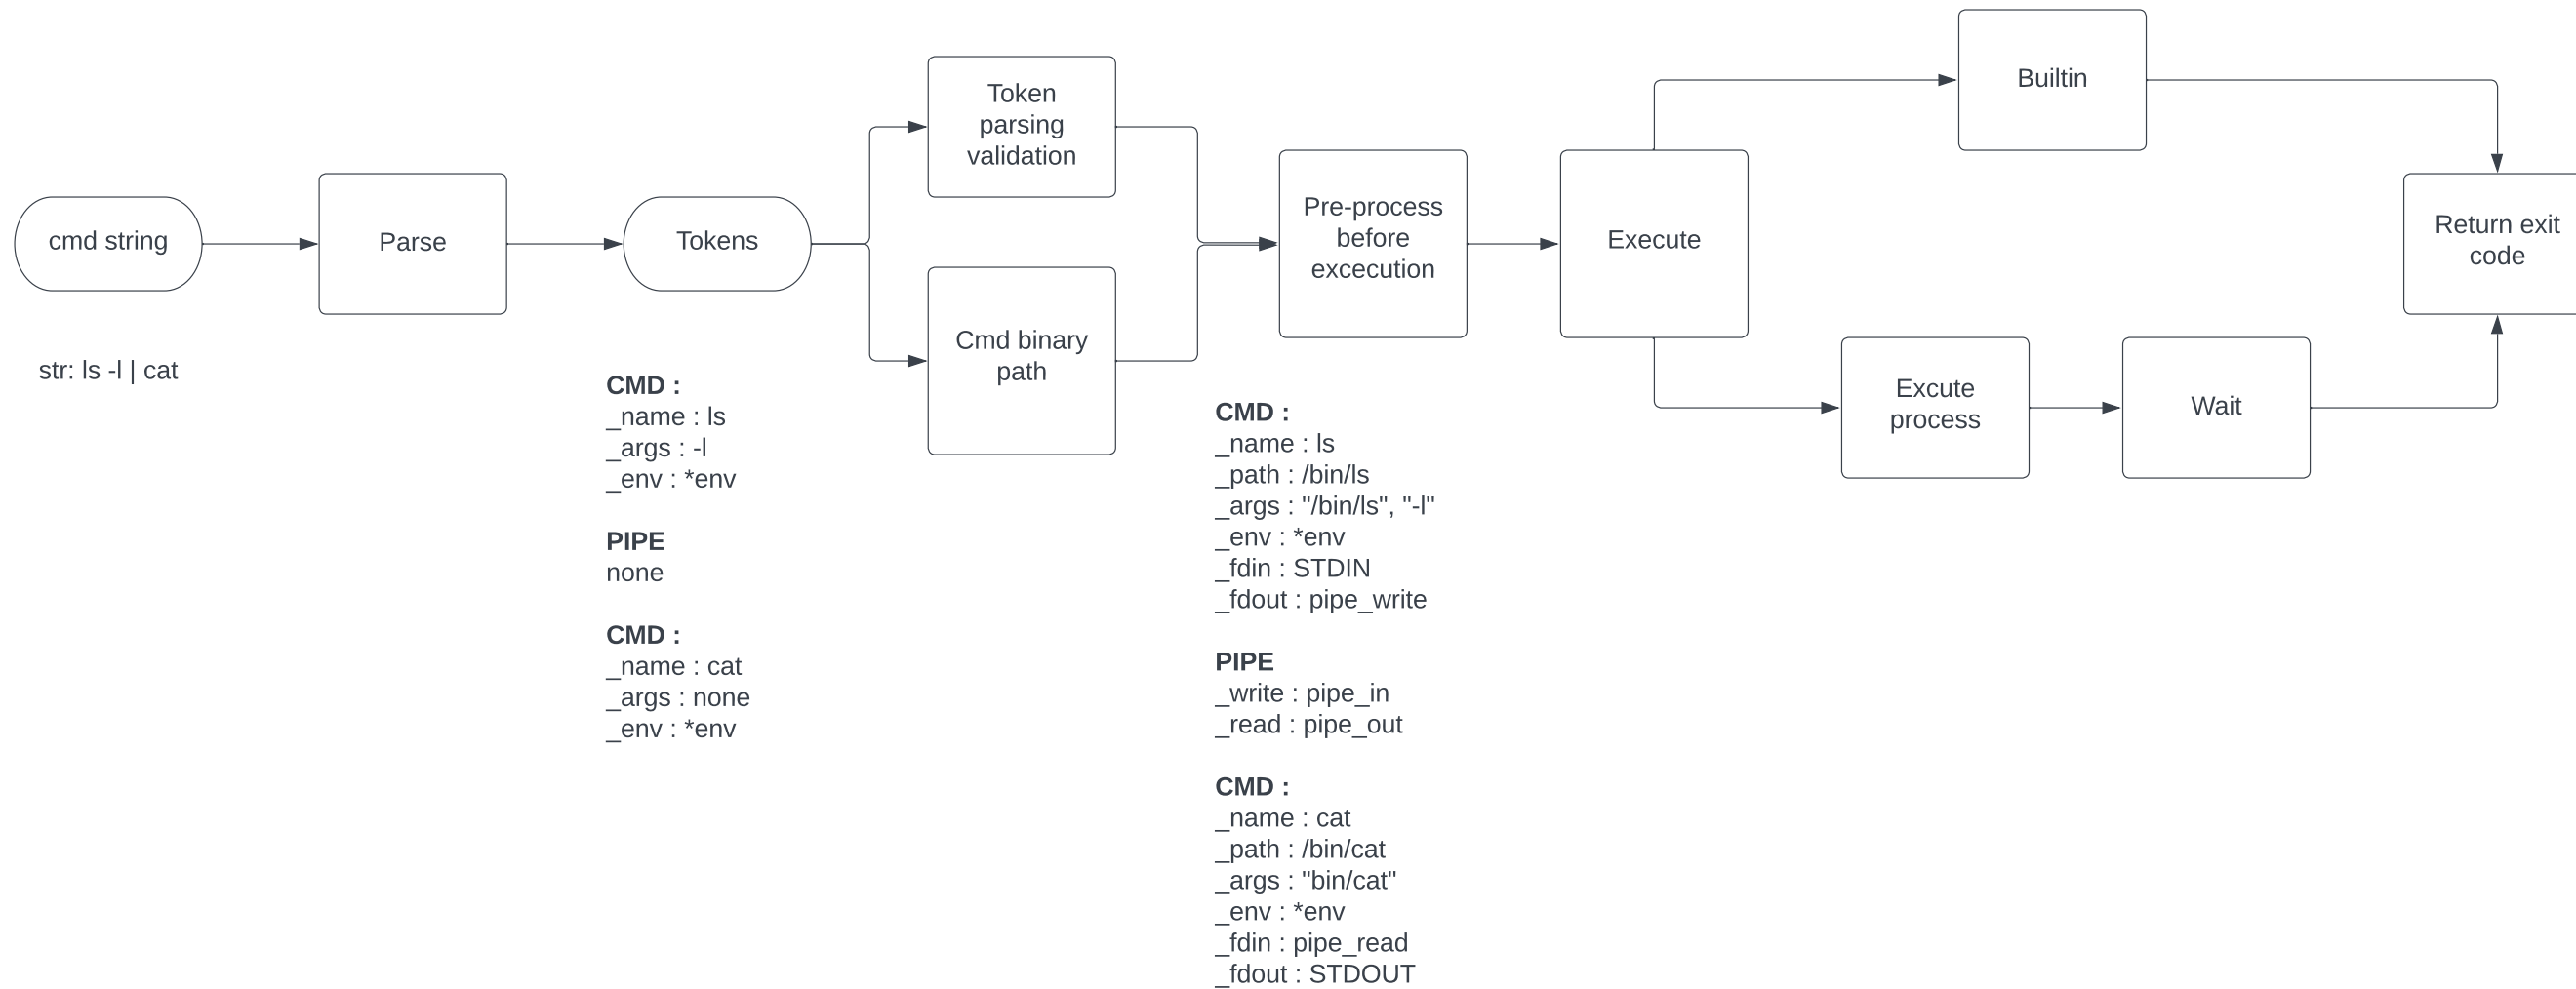 cmd string
str: ls -l | cat
Parse
Tokens
CMD :
_name : ls
_args : -l
_env : *env
PIPE
none
CMD :
_name : cat
_args : none
_env : *env
Token
parsing
validation
Cmd binary
path
Pre-process
before
excecution
CMD :
_name : ls
_path : /bin/ls
_args : "/bin/ls", "-l"
_env : *env
_fdin : STDIN
_fdout : pipe_write
PIPE
_write : pipe_in
_read : pipe_out
CMD :
_name : cat
_path : /bin/cat
_args : "bin/cat"
_env : *env
_fdin : pipe_read
_fdout : STDOUT
Execute
Builtin
Excute
process
Wait
Return exit
code